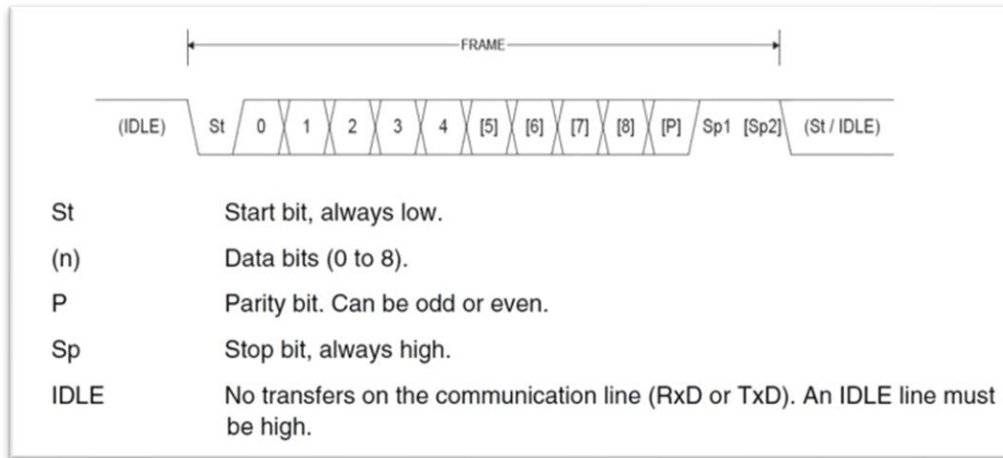 FRAME
(IDLE) St 0 1 2 3 4 [5] [6] [7] [8] [P] Sp1 [Sp2] (St / IDLE)
St Start bit, always low.
(n) Data bits (0 to 8).
P Parity bit. Can be odd or even.
Sp Stop bit, always high.
IDLE No transfers on the communication line (RxD or TxD). An IDLE line must
be high.